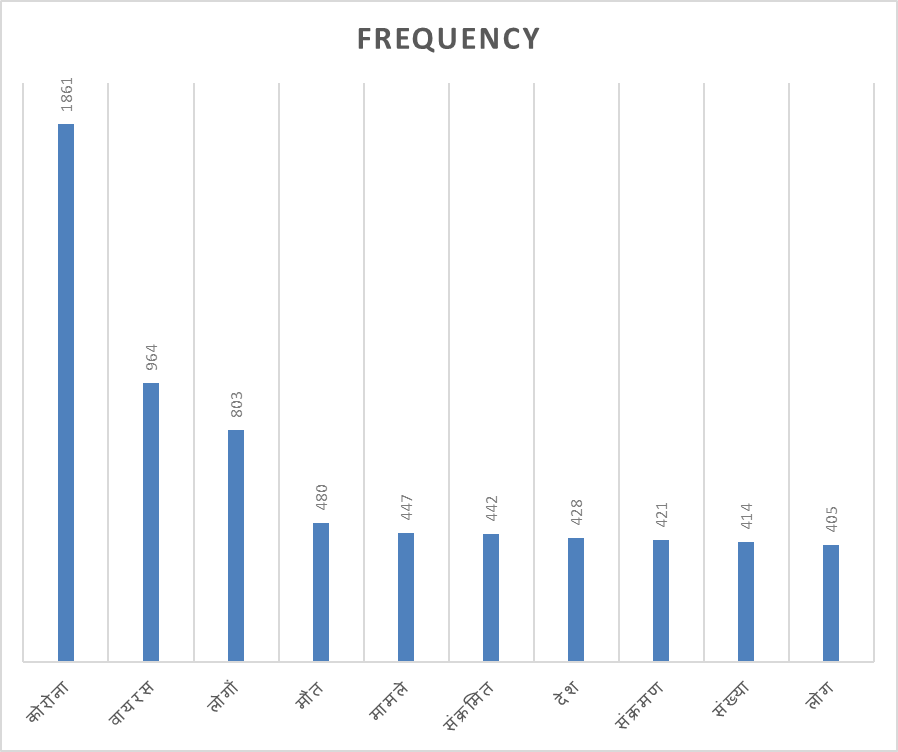 FREQUENCY
1861
964
803
480
447
442
428
421
414
405
कोरोना
वायरस
लोगों
मौत
मामले
संक्रमित
देश
संक्रमण
संख्या
लोग